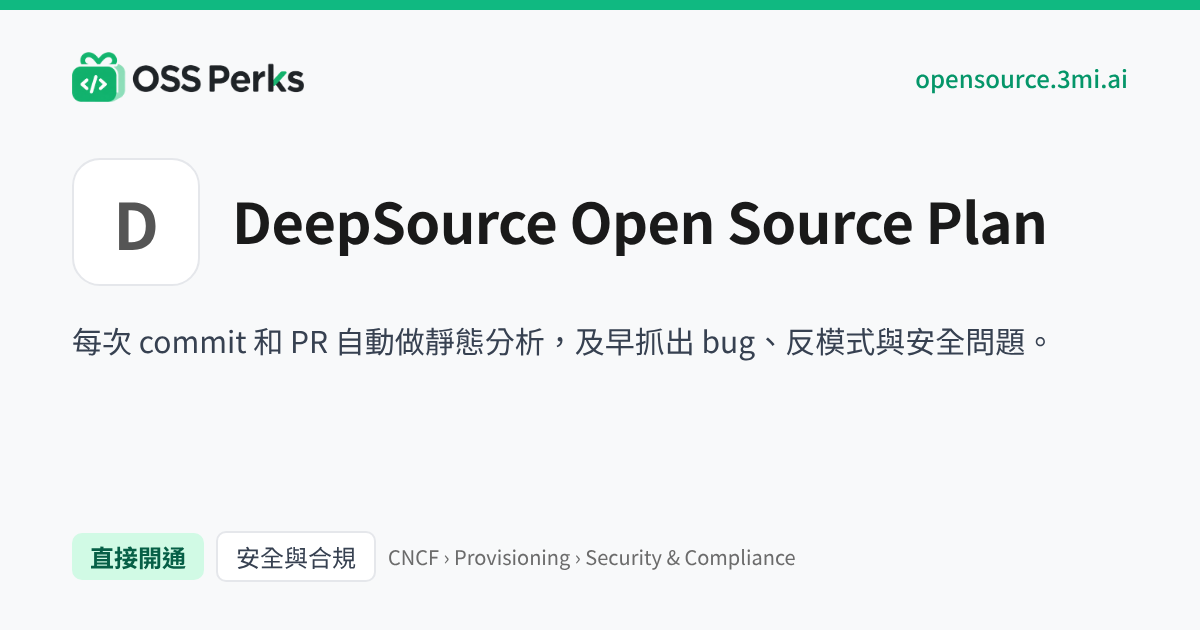 </> OSS Perks
opensource.3mi.ai
D
DeepSource Open Source Plan
每次 commit 和 PR 自動做靜態分析，及早抓出 bug、反模式與安全問題。
直接開通
安全與合規
CNCF › Provisioning › Security & Compliance